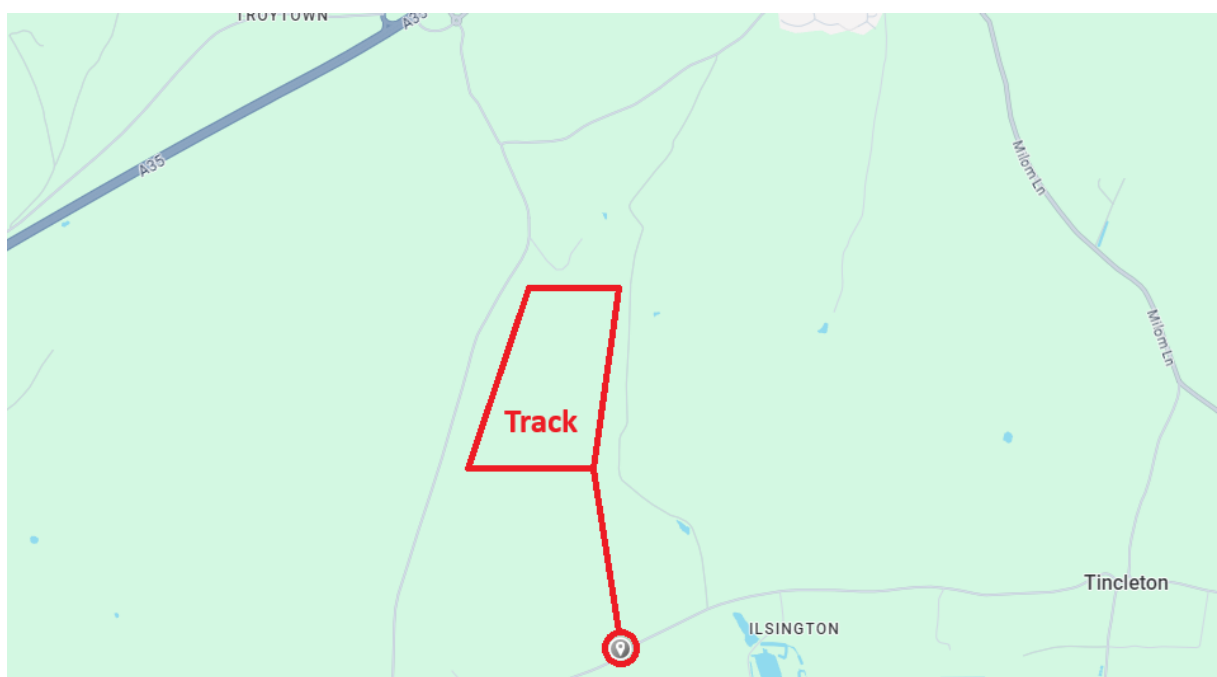 TROYTOWN
A35
A35
Milom Ln
Milom Ln
Track
Tincleton
ILSINGTON